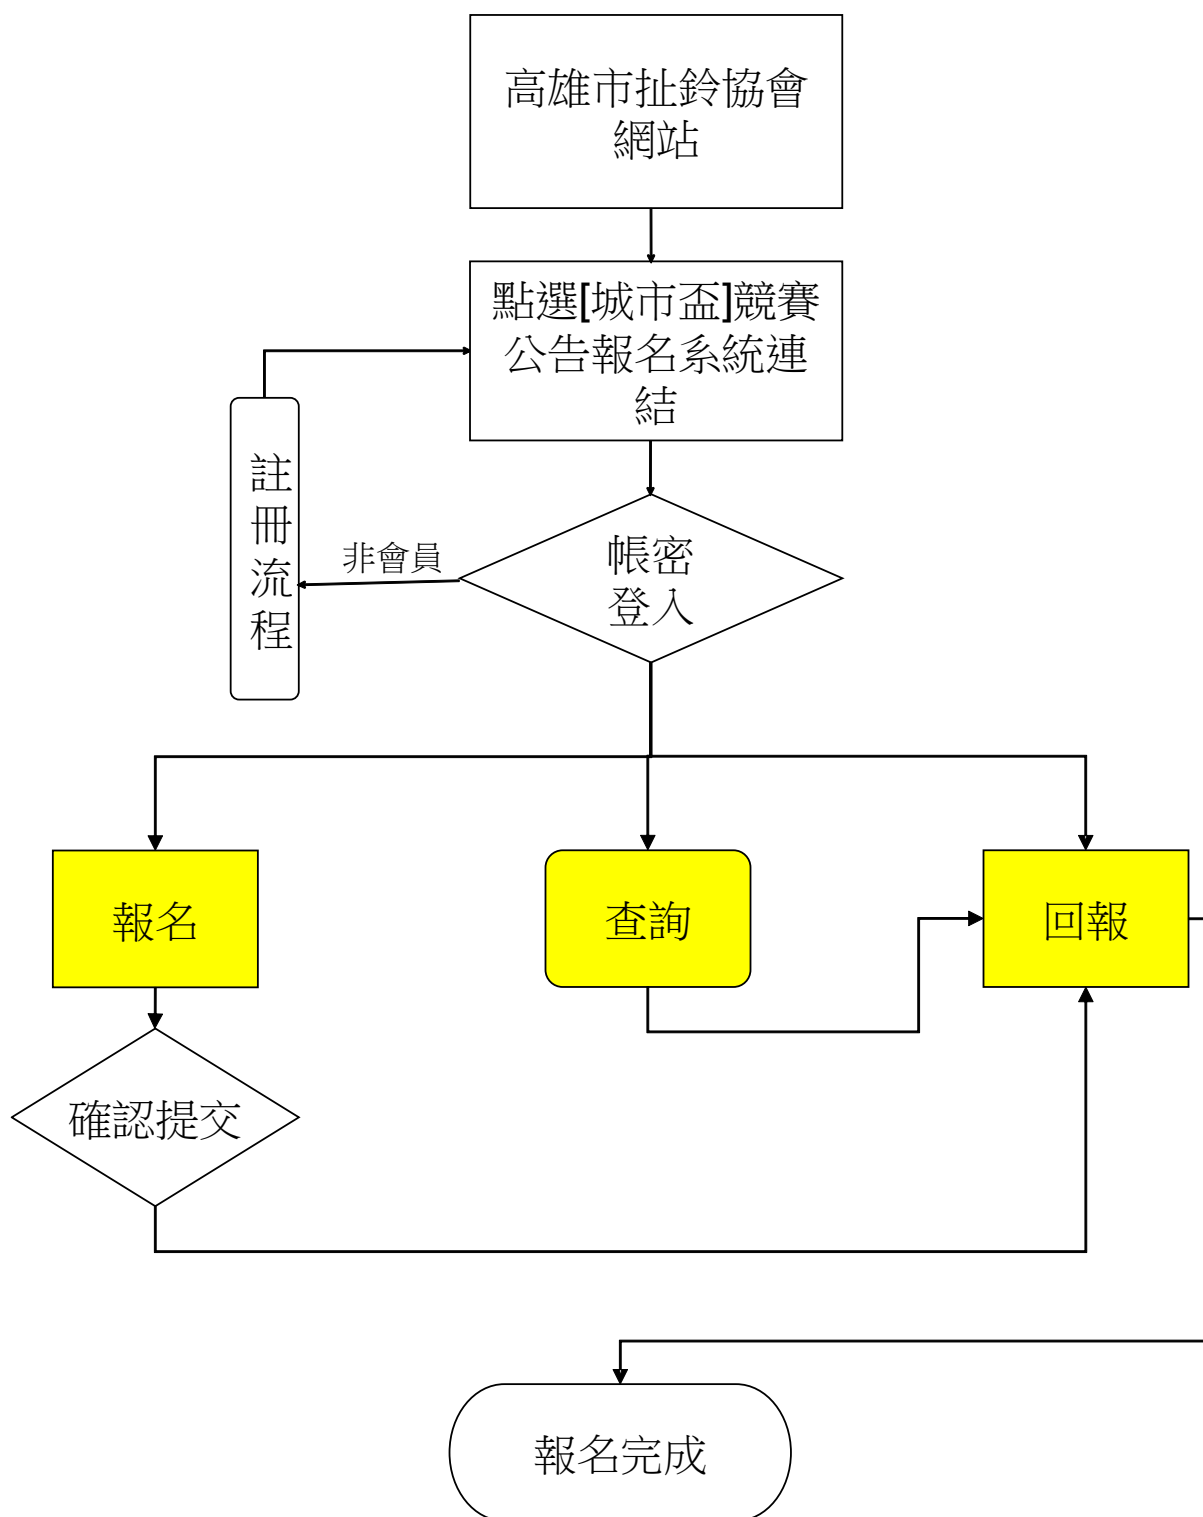 高雄市扯鈴協會
網站
點選[城市盃]競賽
公告報名系統連
結
註
冊
流
程
非會員
帳密
登入
報名
查詢
回報
確認提交
報名完成